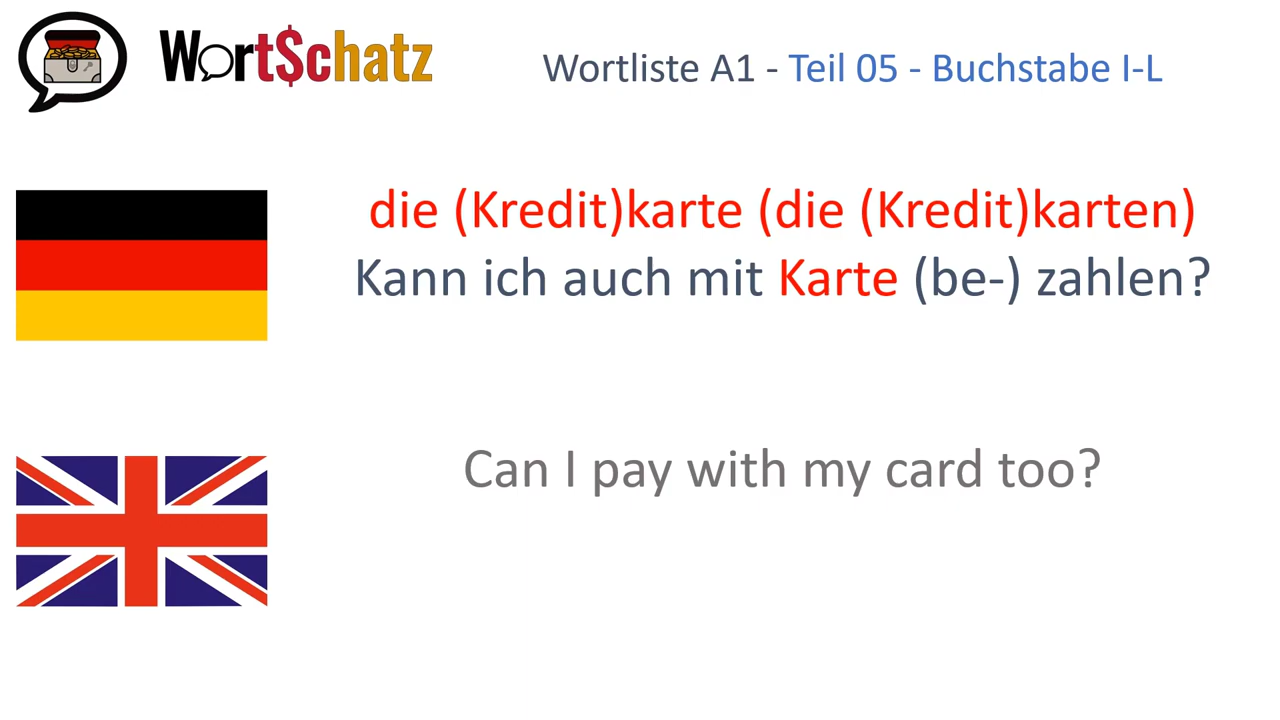 WortSchatz
Wortliste A1 - Teil 05 - Buchstabe I-L
die (Kredit)karte (die (Kredit)karten)
Kann ich auch mit Karte (be-) zahlen?
Can I pay with my card too?